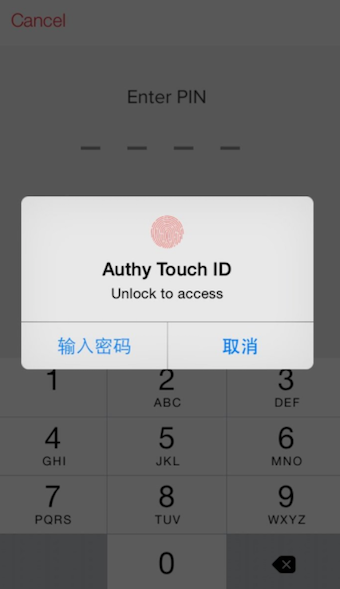 Cancel
Enter PIN
Authy Touch ID
Unlock to access
输入密码 取消
1 2 3
ABC DEF
4 5 6
GHI JKL MNO
7 8 9
PQRS TUV WXYZ
0